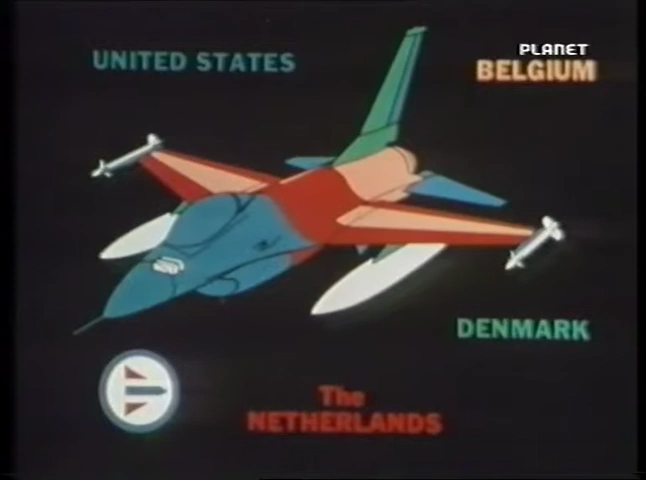 UNITED STATES
PLANET
BELGIUM
DENMARK
The
NETHERLANDS